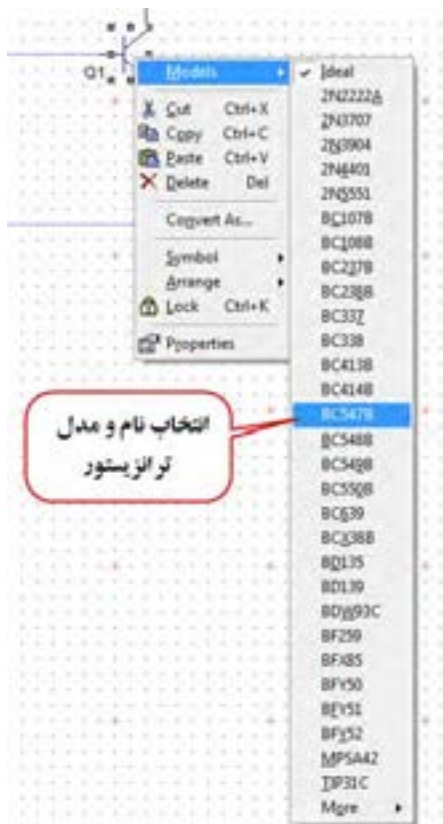 Q1
Models
Cut Ctrl+X
Copy Ctrl+C
Paste Ctrl+V
Delete Del
Convert As...
Symbol
Arrange
Lock Ctrl+K
Properties
Ideal
2N2222A
2N3707
2N3904
2N4401
2N5551
BC107B
BC108B
BC237B
BC238B
BC337
BC338
BC413B
BC414B
BC547B
BC548B
BC549B
BC550B
BC639
BCX38B
BD135
BD139
BDW93C
BF259
BFX85
BFY50
BFY51
BFY52
MPSA42
TIP31C
More
انتخاب نام و مدل
ترانزیستور